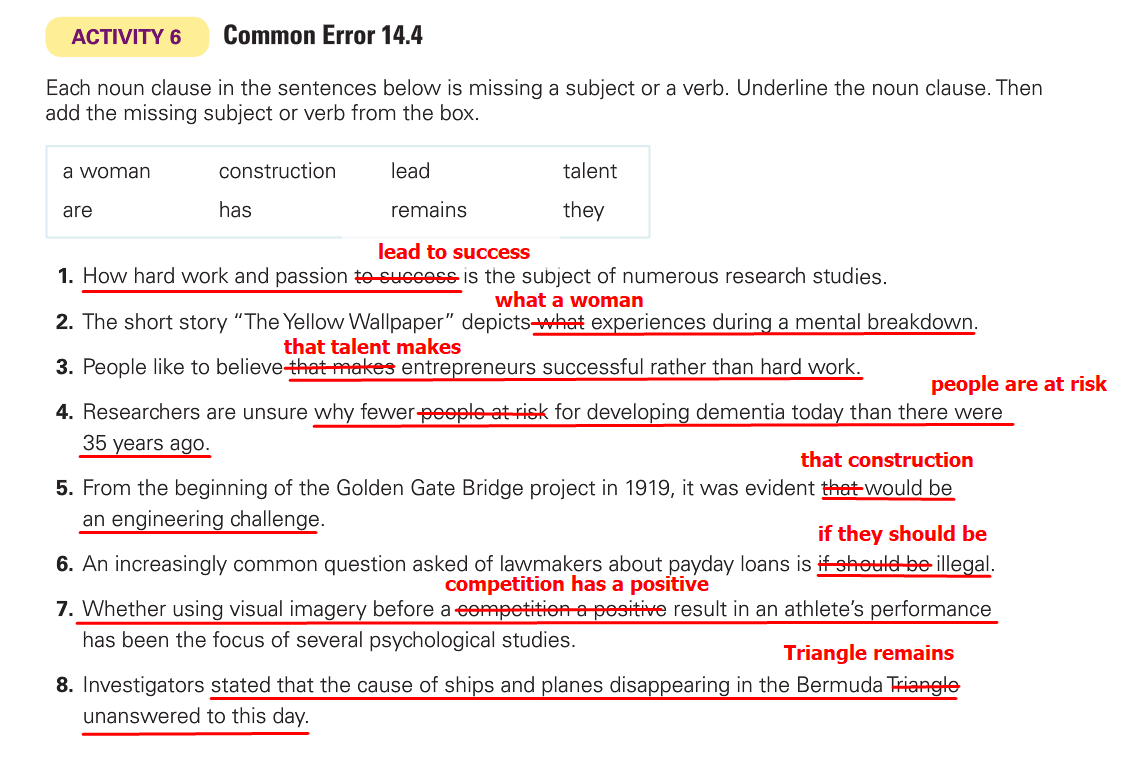 ACTIVITY 6 Common Error 14.4
Each noun clause in the sentences below is missing a subject or a verb. Underline the noun clause. Then
add the missing subject or verb from the box.
a woman construction lead talent
are has remains they
lead to success
1. How hard work and passion to success is the subject of numerous research studies.
what a woman
2. The short story “The Yellow Wallpaper” depicts what experiences during a mental breakdown.
that talent makes
3. People like to believe that makes entrepreneurs successful rather than hard work.
people are at risk
4. Researchers are unsure why fewer people at risk for developing dementia today than there were
35 years ago.
that construction
5. From the beginning of the Golden Gate Bridge project in 1919, it was evident that would be
an engineering challenge.
if they should be
6. An increasingly common question asked of lawmakers about payday loans is if should be illegal.
competition has a positive
7. Whether using visual imagery before a competition a positive result in an athlete’s performance
has been the focus of several psychological studies.
Triangle remains
8. Investigators stated that the cause of ships and planes disappearing in the Bermuda Triangle
unanswered to this day.